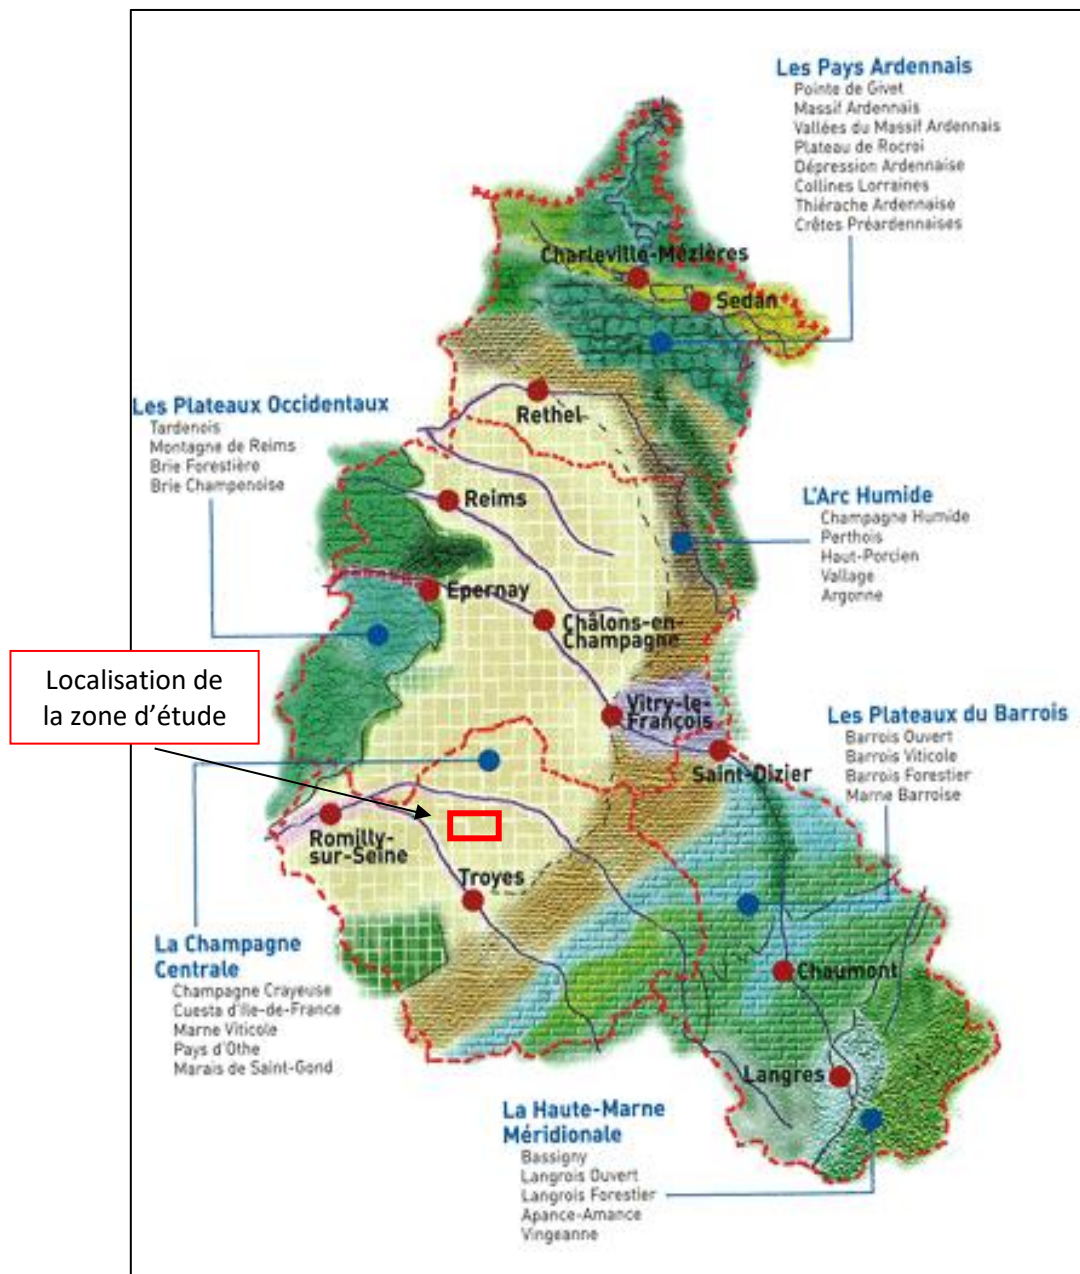 Les Pays Ardennais
Pointe de Givet
Massif Ardennais
Vallées du Massif Ardennais
Plateau de Rocroi
Dépression Ardennaise
Collines Lorraines
Thiérache Ardennaise
Crêtes Préardennaises
Charleville-Mézières
Sedan
Les Plateaux Occidentaux
Tardenois
Montagne de Reims
Brie Forestière
Brie Champenoise
Rethel
Reims
L'Arc Humide
Champagne Humide
Perthois
Haut-Porcien
Vallage
Argonne
Epernay
Châlons-en-
Champagne
Localisation de
la zone d’étude
Vitry-le-
François
Saint-Dizier
Les Plateaux du Barrois
Barrois Ouvert
Barrois Viticole
Barrois Forestier
Marne Barroise
Romilly-
sur-Seine
Troyes
La Champagne
Centrale
Champagne Crayeuse
Cuesta d'Ile-de-France
Marne Viticole
Pays d'Othe
Marais de Saint-Gond
Chaumont
Langres
La Haute-Marne
Méridionale
Bassigny
Langrois Ouvert
Langrois Forestier
Apance-Amance
Vingeanne